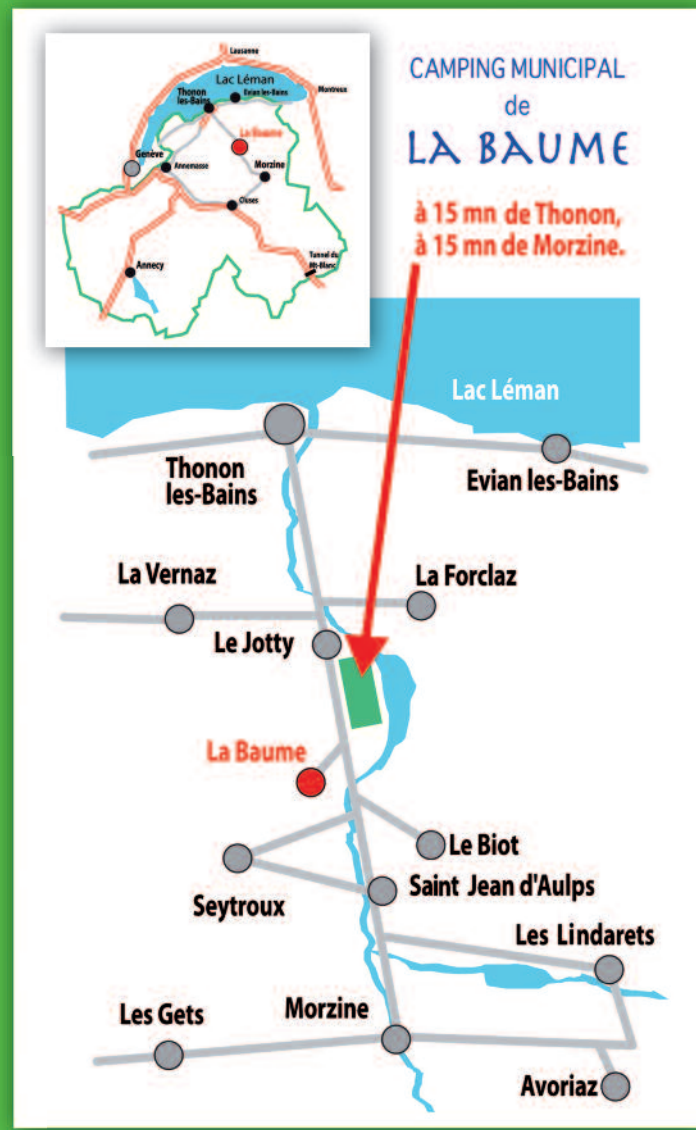 CAMPING MUNICIPAL
de
LA BAUME
à 15 mn de Thonon,
à 15 mn de Morzine.
Lausanne
Lac Léman
Thonon
les-Bains
Evian les-Bains
Montreux
La Baume
Genève
Annemasse
Morzine
Cluses
Annecy
Tunnel du
Mt-Blanc
Lac Léman
Thonon
les-Bains
Evian les-Bains
La Vernaz
La Forclaz
Le Jotty
La Baume
Le Biot
Seytroux
Saint Jean d'Aulps
Les Lindarets
Les Gets
Morzine
Avoriaz